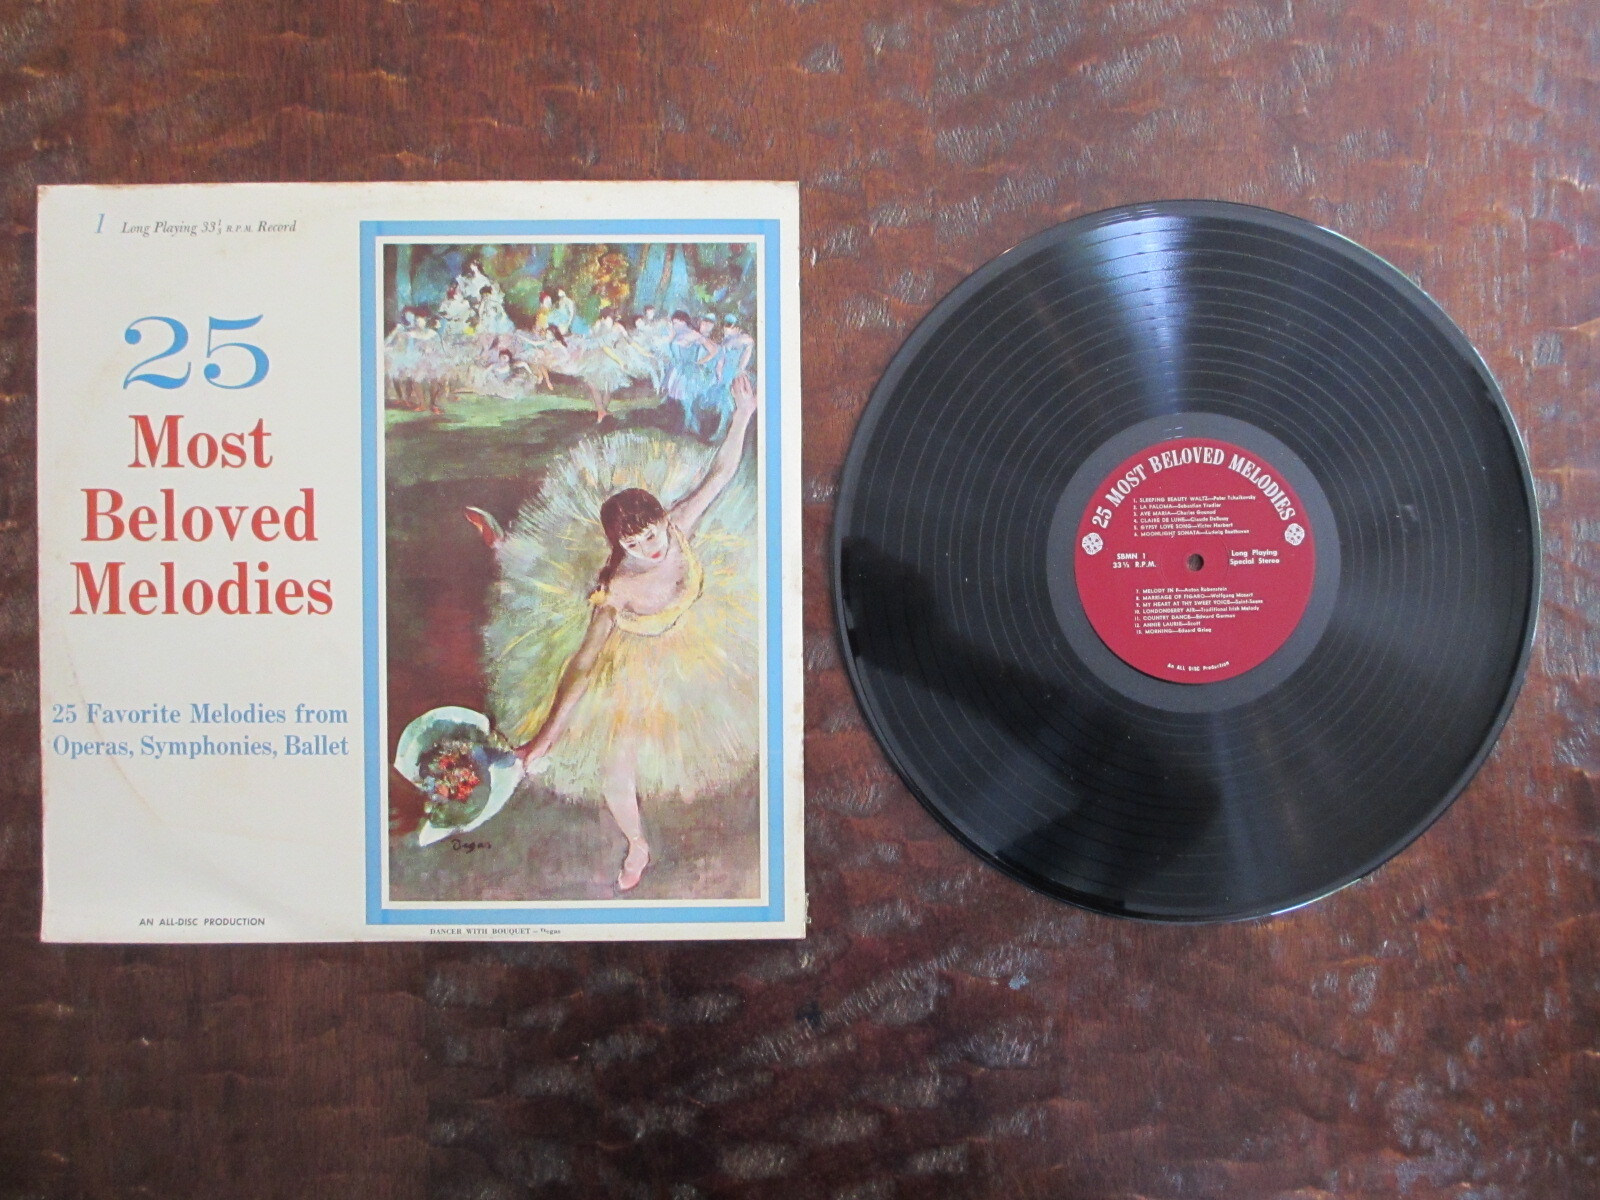 1 Long Playing 33 1/3 R.P.M. Record
25
Most
Beloved
Melodies
25 Favorite Melodies from
Operas, Symphonies, Ballet
AN ALL-DISC PRODUCTION
Degas
DANCER WITH BOUQUET — Degas
25 MOST BELOVED MELODIES
1. SLEEPING BEAUTY WALTZ—Peter Tchaikovsky
2. LA PALOMA—Sebastian Yradier
3. AVE MARIA—Charles Gounod
4. CLAIRE DE LUNE—Claude DeBussy
5. GYPSY LOVE SONG—Victor Herbert
6. MOONLIGHT SONATA—Ludwig Beethoven
SBMN 1
33⅓ R.P.M.
Long Playing
Special Stereo
7. MELODY IN F—Anton Rubenstein
8. MARRIAGE OF FIGARO—Wolfgang Mozart
9. MY HEART AT THY SWEET VOICE—Saint-Saens
10. LONDONDERRY AIR—Traditional Irish Melody
11. COUNTRY DANCE—Edward German
12. ANNIE LAURIE—Scott
13. MORNING—Edvard Grieg
An ALL DISC Production